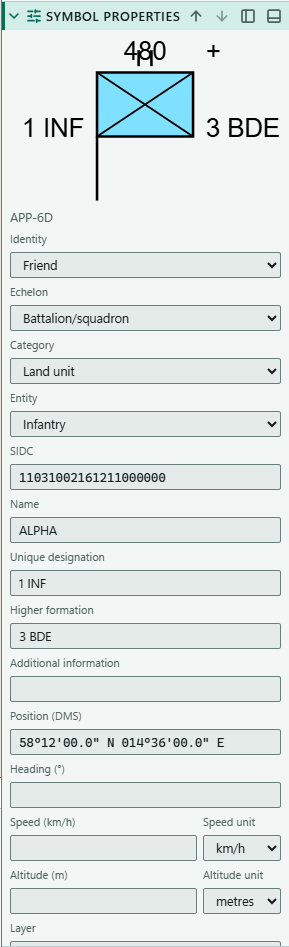 SYMBOL PROPERTIES
480 +
1 INF 3 BDE
APP-6D
Identity
Friend
Echelon
Battalion/squadron
Category
Land unit
Entity
Infantry
SIDC
11031002161211000000
Name
ALPHA
Unique designation
1 INF
Higher formation
3 BDE
Additional information
Position (DMS)
58°12'00.0" N 014°36'00.0" E
Heading (°)
Speed (km/h) Speed unit
km/h
Altitude (m) Altitude unit
metres
Layer